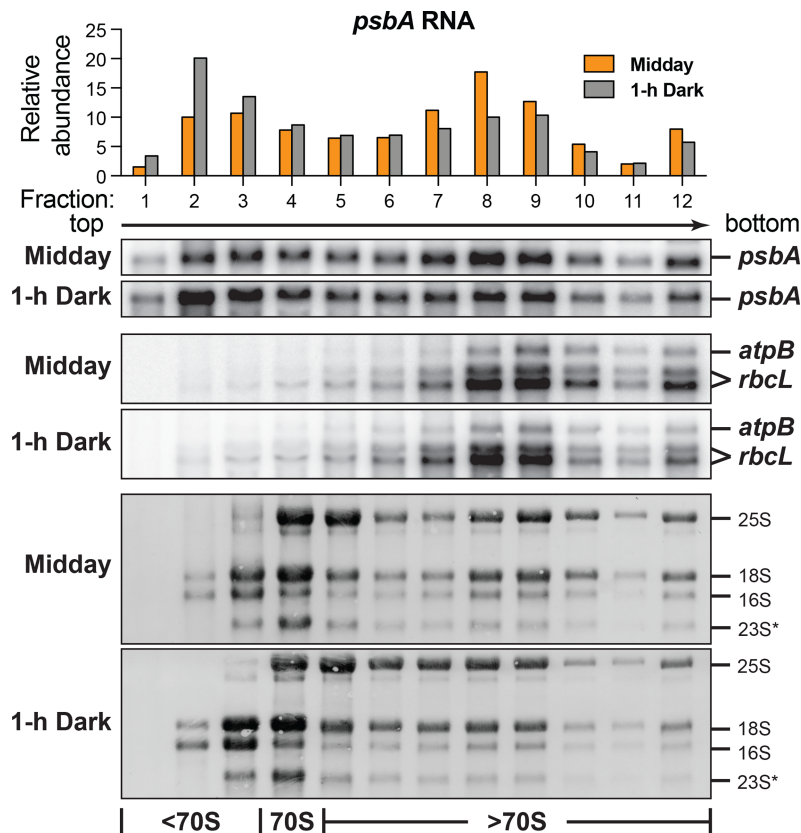 psbA RNA
Relative
abundance
25
20
15
10
5
0
Midday
1-h Dark
Fraction: 1 2 3 4 5 6 7 8 9 10 11 12
top bottom
Midday psbA
1-h Dark psbA
Midday atpB
rbcL
1-h Dark atpB
rbcL
Midday 25S
18S
16S
23S*
1-h Dark 25S
18S
16S
23S*
<70S 70S >70S